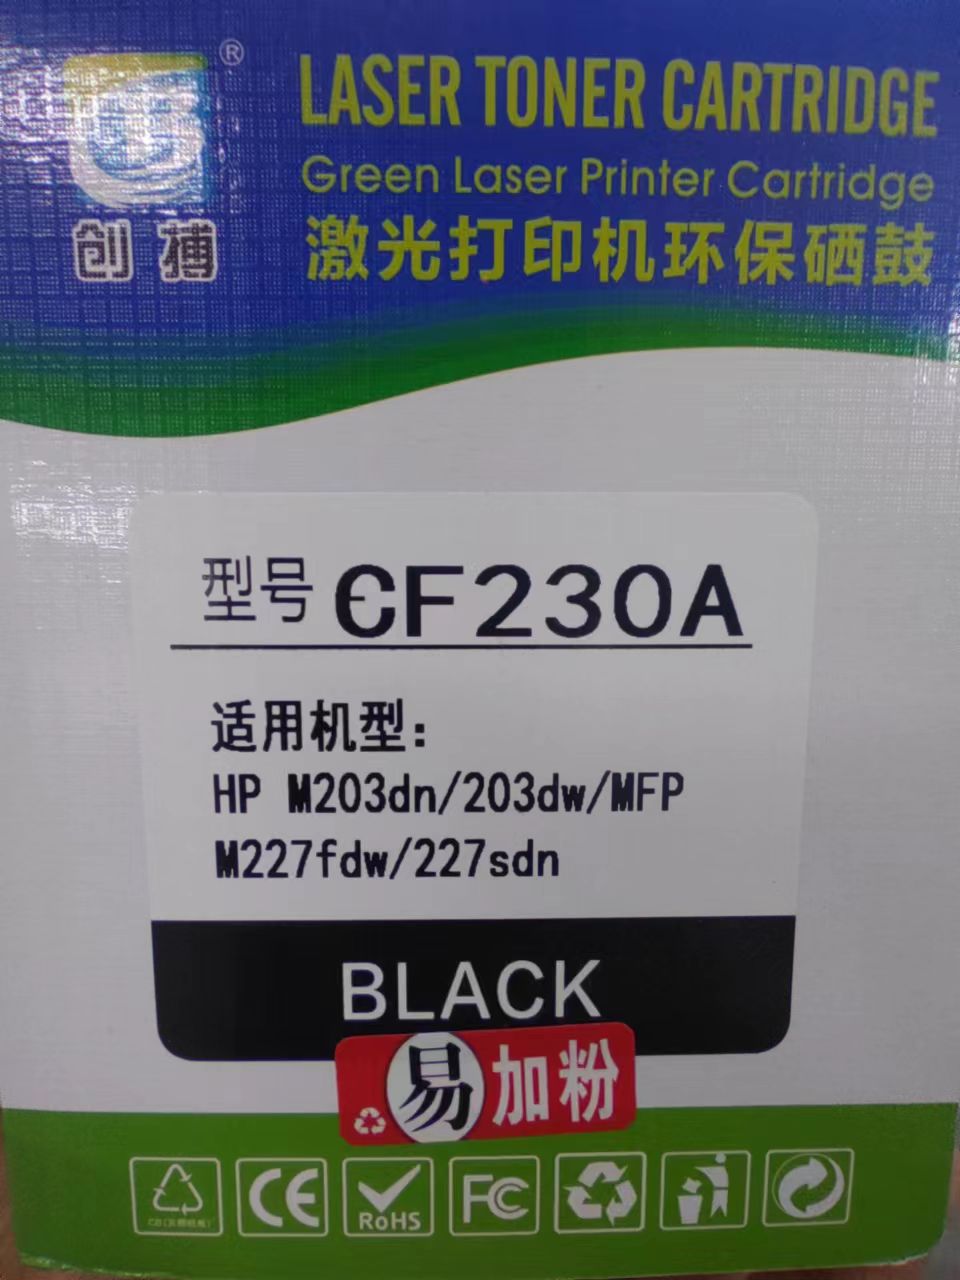 ®
LASER TONER CARTRIDGE
Green Laser Printer Cartridge
创搏
激光打印机环保硒鼓
型号 CF230A
适用机型:
HP M203dn/203dw/MFP
M227fdw/227sdn
BLACK
易加粉
CE
RoHS
FC